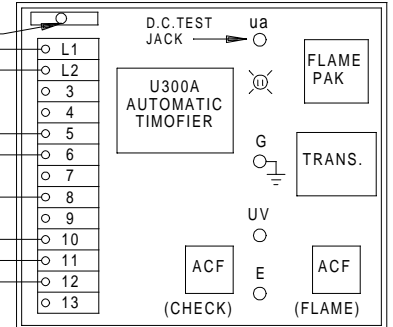 D.C.TEST
JACK
ua
L1
L2
3
4
5
6
7
8
9
10
11
12
13
U300A
AUTOMATIC
TIMOFIER
FLAME
PAK
G
TRANS.
UV
E
ACF
(CHECK)
ACF
(FLAME)